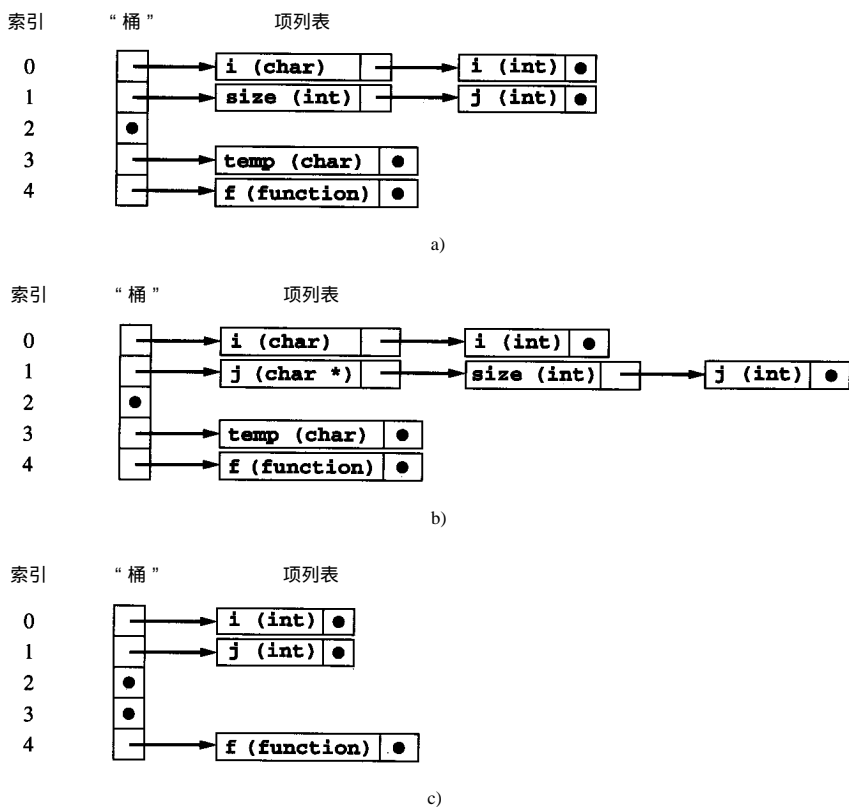 索引 “桶” 项列表
0 i (char) i (int)
1 size (int) j (int)
2
3 temp (char)
4 f (function)
a)
索引 “桶” 项列表
0 i (char) i (int)
1 j (char *) size (int) j (int)
2
3 temp (char)
4 f (function)
b)
索引 “桶” 项列表
0 i (int)
1 j (int)
2
3
4 f (function)
c)